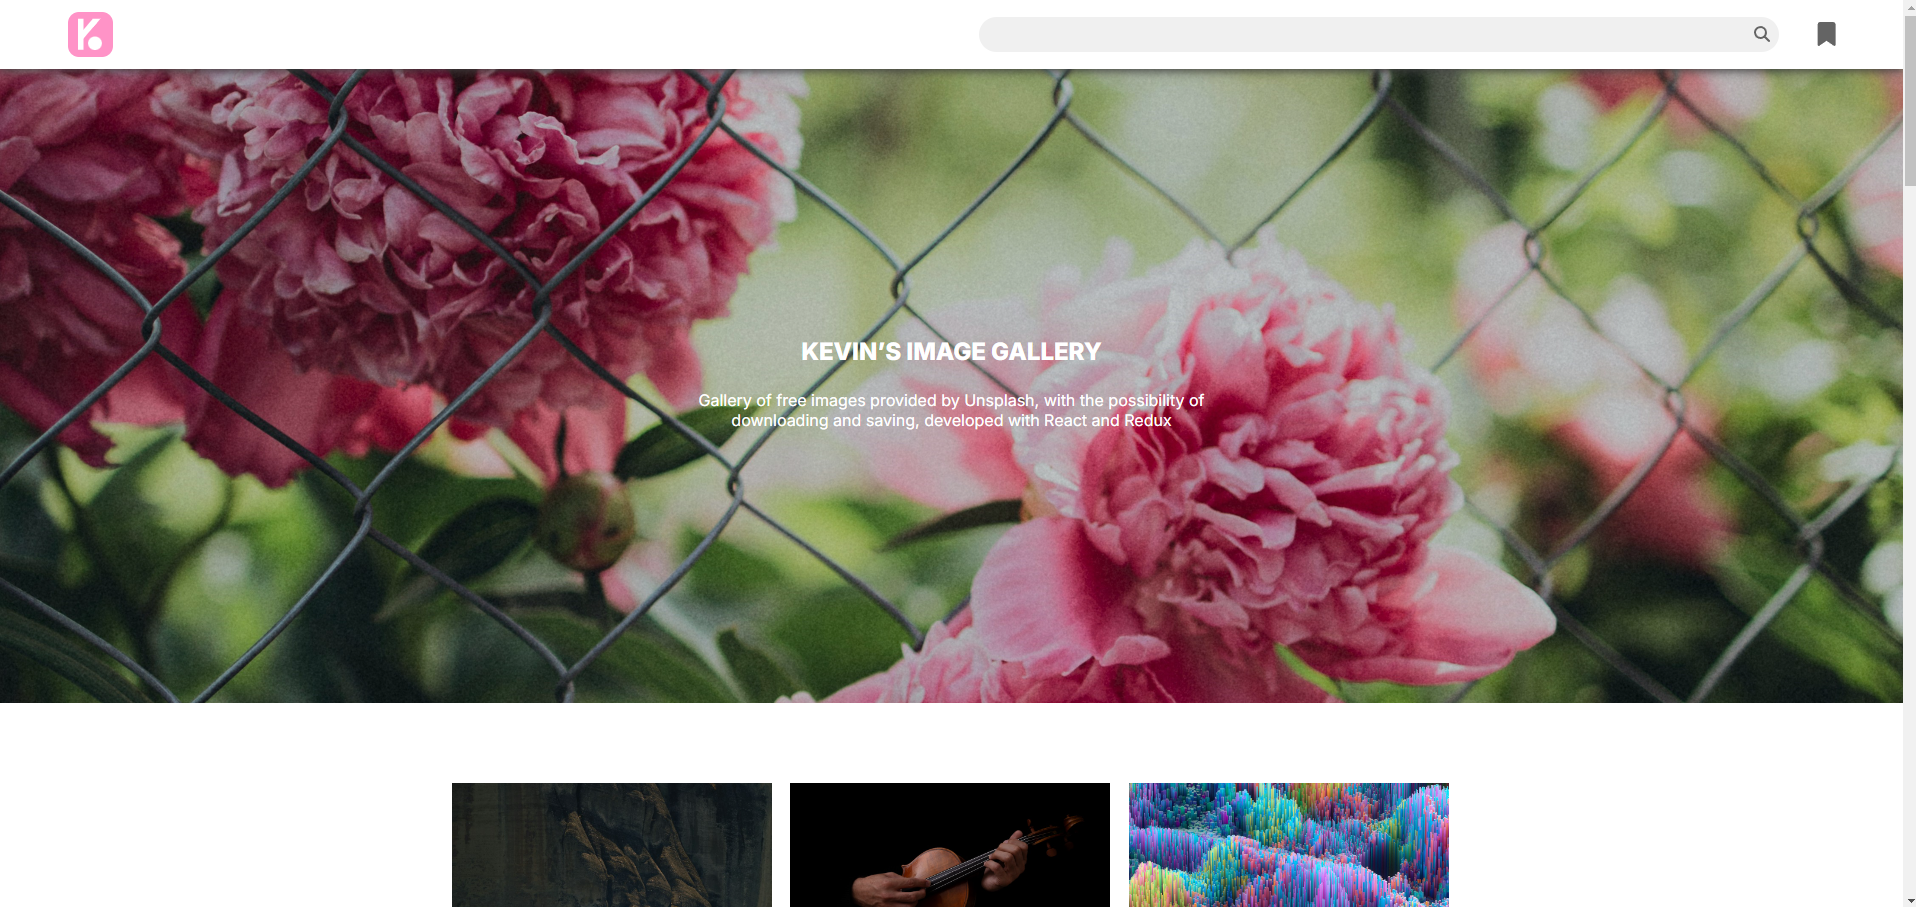 KEVIN’S IMAGE GALLERY
Gallery of free images provided by Unsplash, with the possibility of
downloading and saving, developed with React and Redux